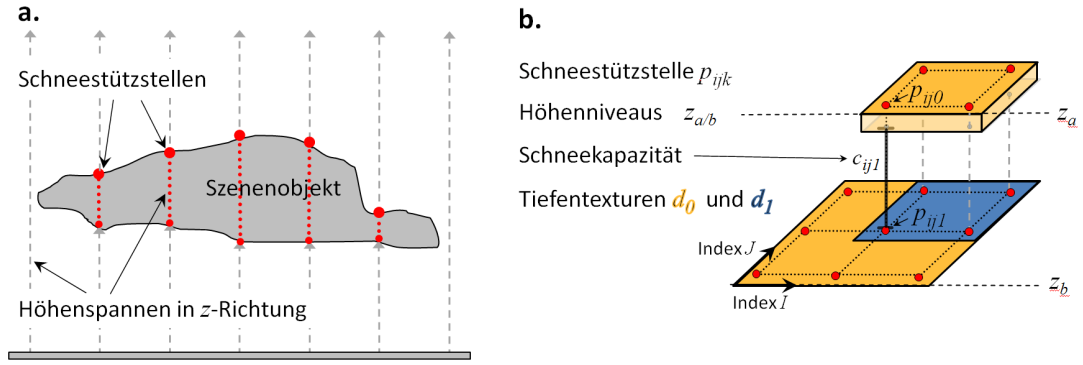 a.
Schneestützstellen
Szenenobjekt
Höhenspannen in z-Richtung
b.
Schneestützstelle p_ijk
Höhenniveaus z_a/b
Schneekapazität
Tiefentexturen d_0 und d_1
p_ij0
z_a
c_ij1
p_ij1
Index J
z_b
Index I